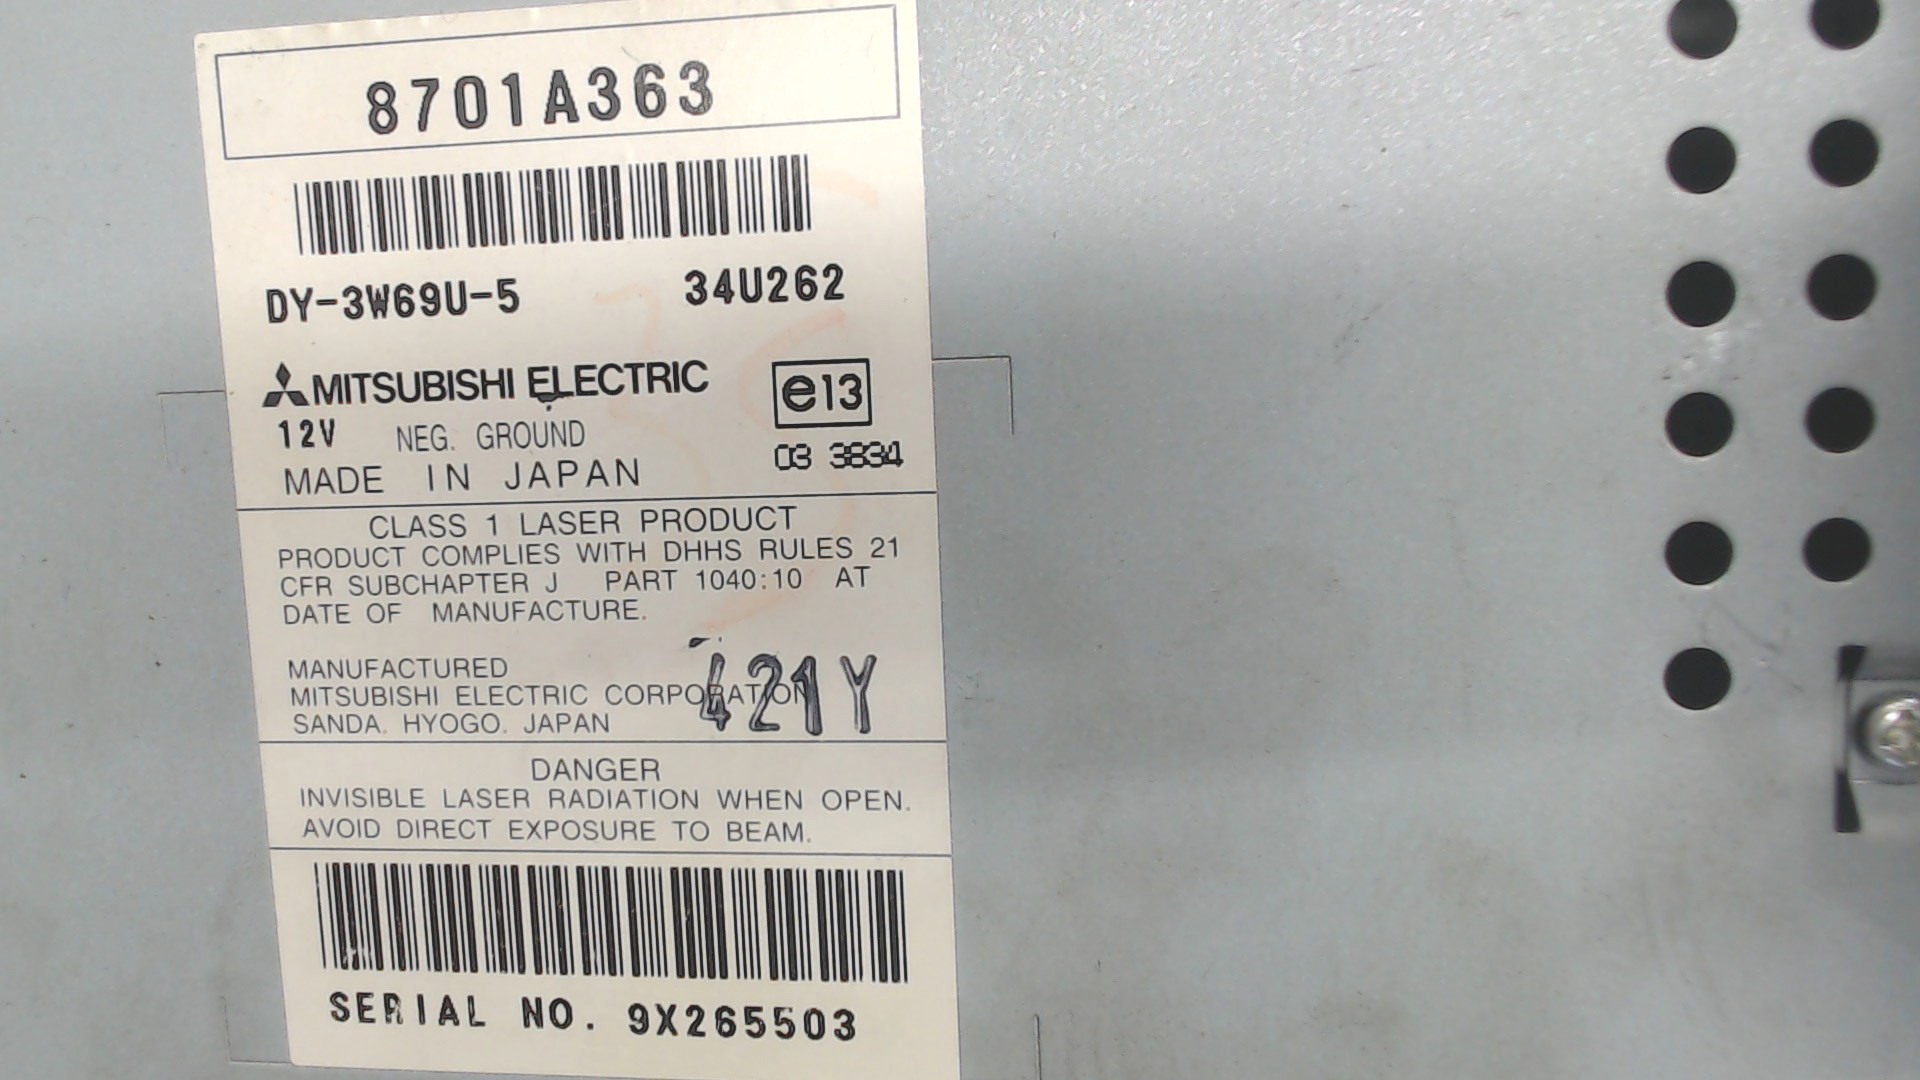 8701A363
DY-3W69U-5 34U262
MITSUBISHI ELECTRIC
e13
12V NEG. GROUND
03 3834
MADE IN JAPAN
CLASS 1 LASER PRODUCT
PRODUCT COMPLIES WITH DHHS RULES 21
CFR SUBCHAPTER J PART 1040:10 AT
DATE OF MANUFACTURE.
421Y
MANUFACTURED
MITSUBISHI ELECTRIC CORPORATION
SANDA. HYOGO. JAPAN
DANGER
INVISIBLE LASER RADIATION WHEN OPEN.
AVOID DIRECT EXPOSURE TO BEAM.
SERIAL NO. 9X265503